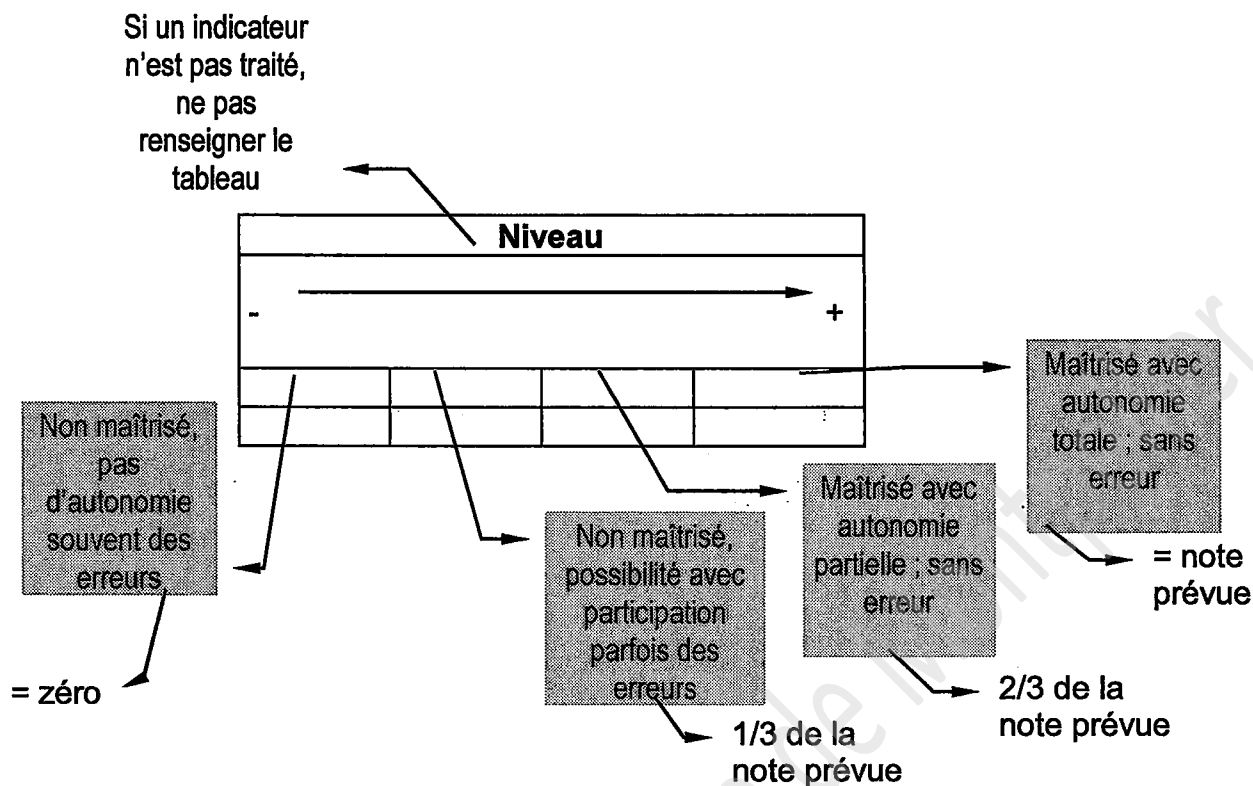 Si un indicateur
n'est pas traité,
ne pas
renseigner le
tableau
Niveau
-
+
Non maîtrisé,
pas
d'autonomie
souvent des
erreurs
= zéro
Non maîtrisé,
possibilité avec
participation
parfois des
erreurs
1/3 de la
note prévue
Maîtrisé avec
autonomie
partielle ; sans
erreur
2/3 de la
note prévue
Maîtrisé avec
autonomie
totale ; sans
erreur
= note
prévue